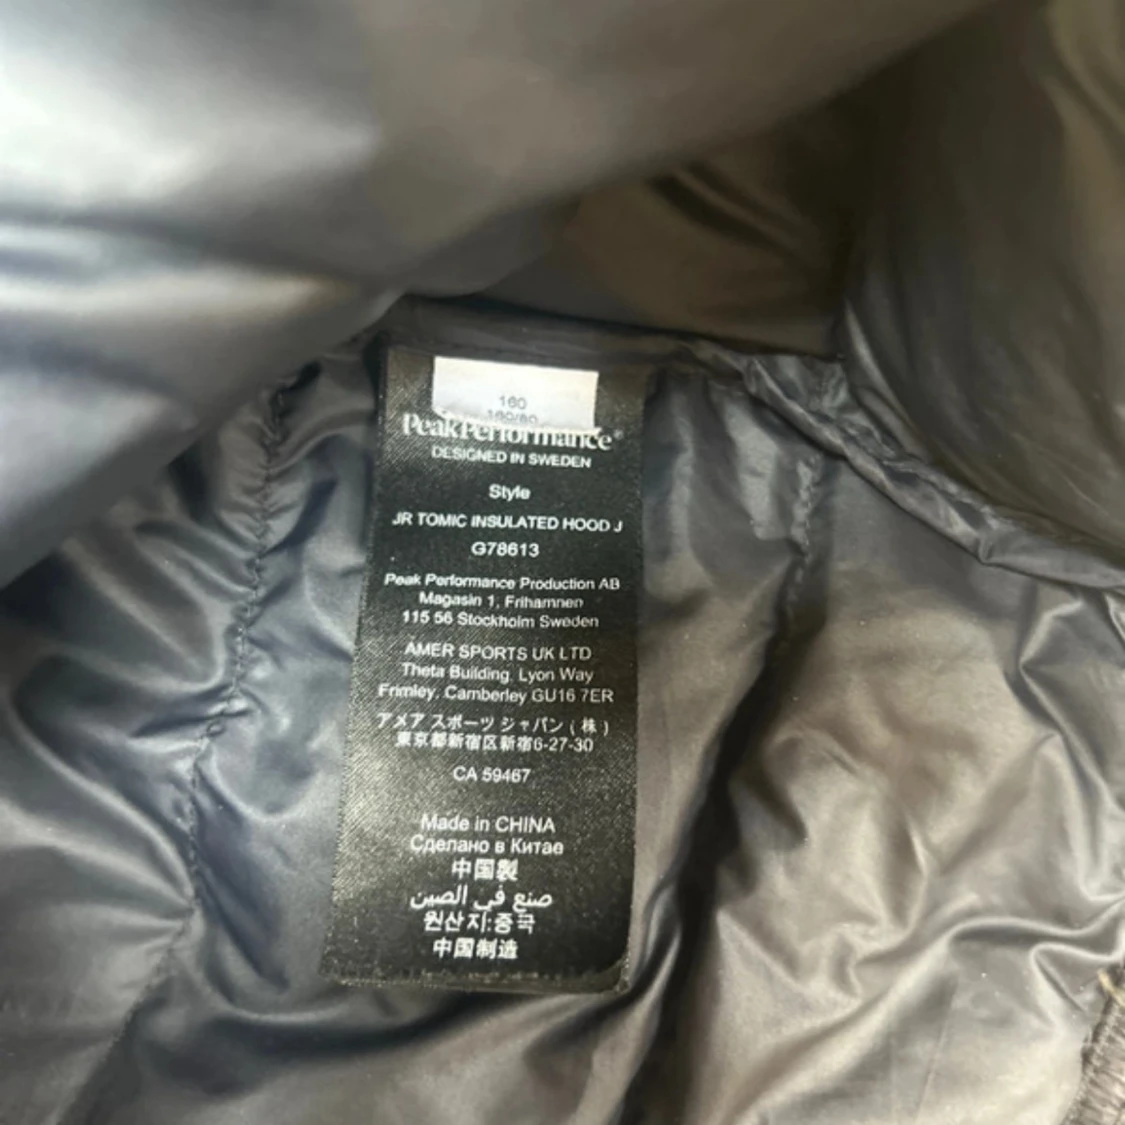 160
160/80
PeakPerformance®
DESIGNED IN SWEDEN
Style
JR TOMIC INSULATED HOOD J
G78613
Peak Performance Production AB
Magasin 1, Frihamnen
115 56 Stockholm Sweden
AMER SPORTS UK LTD
Theta Building, Lyon Way
Frimley, Camberley GU16 7ER
アメア スポーツ ジャパン ( 株 )
東京都新宿区新宿6-27-30
CA 59467
Made in CHINA
Сделано в Китае
中国製
صنع في الصين
원산지:중국
中国制造